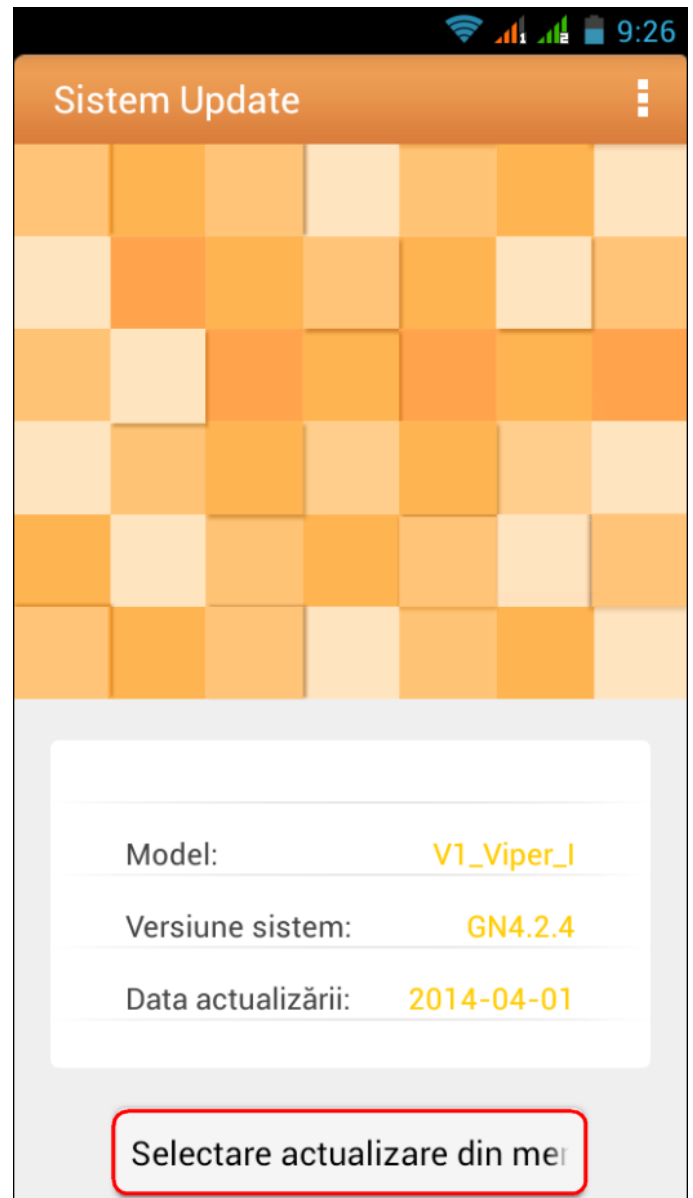 9:26
Sistem Update
Model: V1_Viper_I
Versiune sistem: GN4.2.4
Data actualizării: 2014-04-01
Selectare actualizare din mer